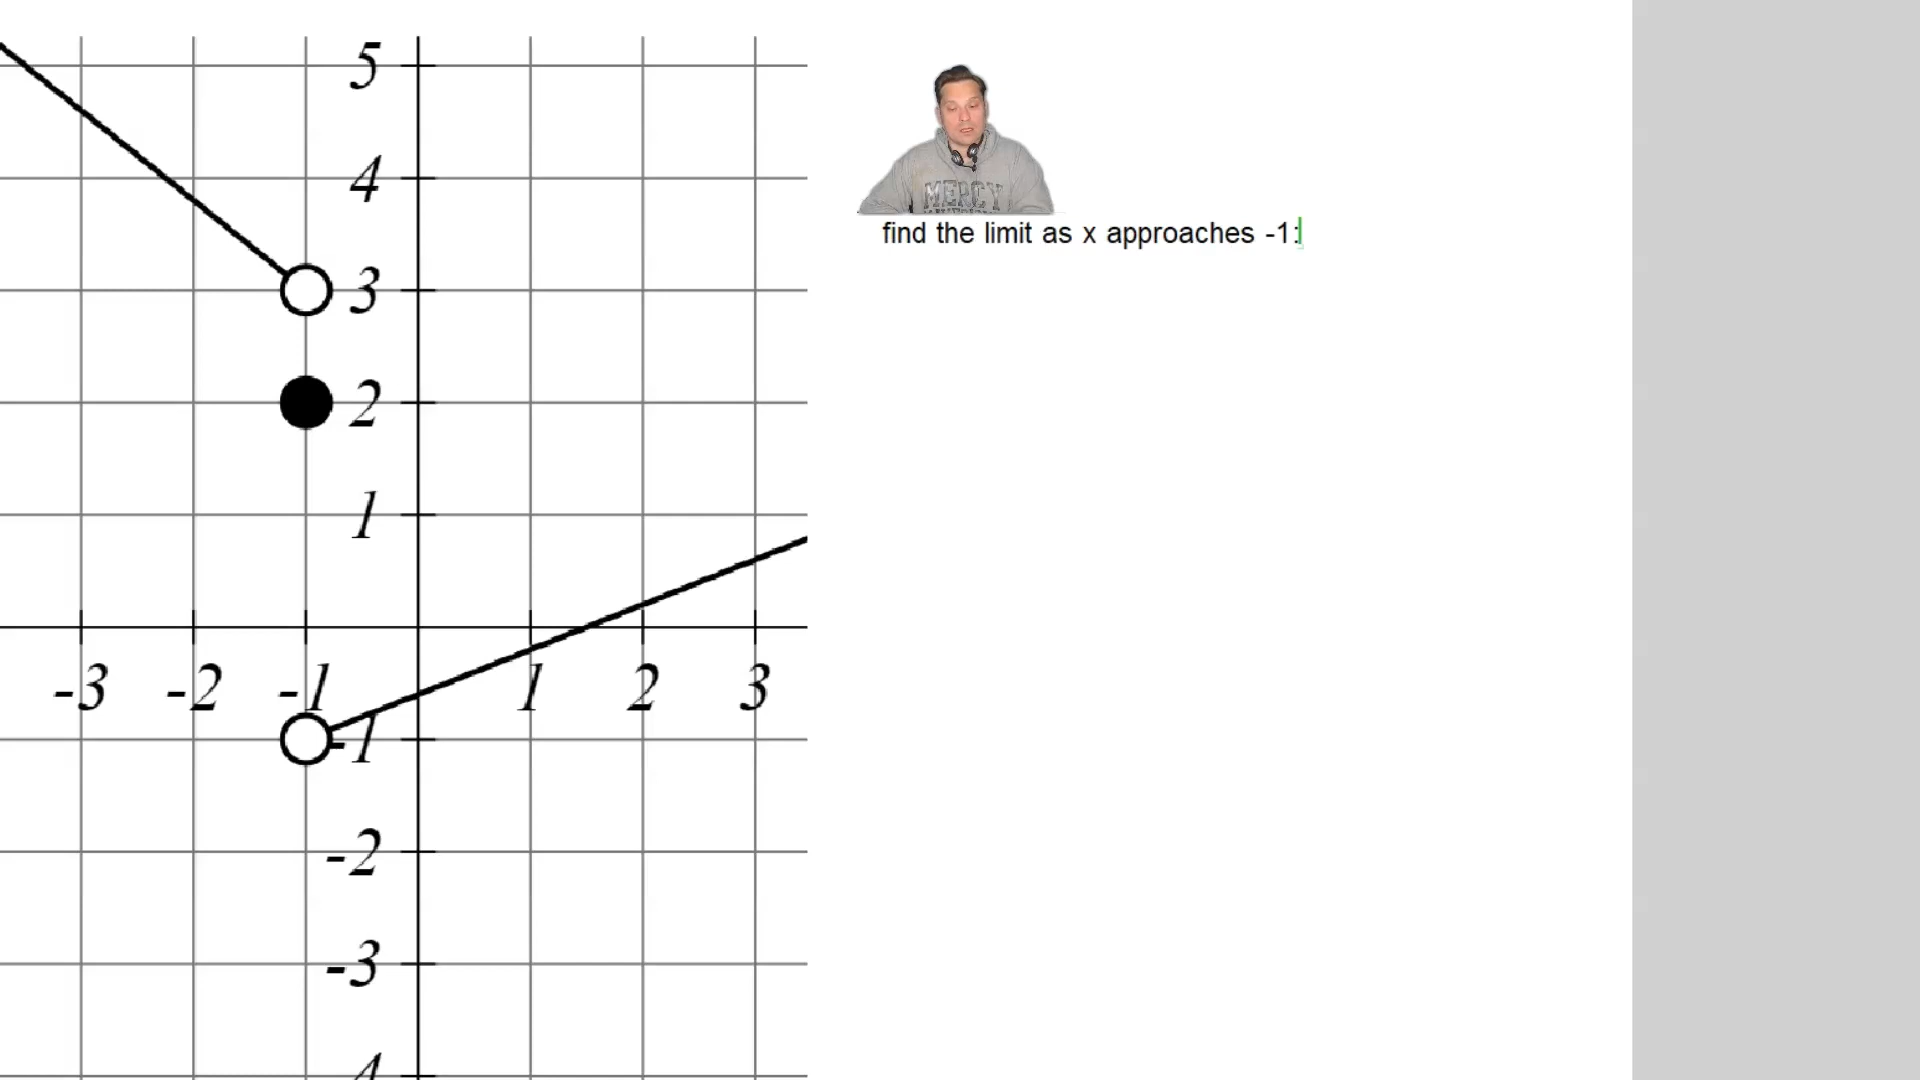 5
4
3
2
1
-3 -2 -1 1 2 3
-1
-2
-3
MERCY
find the limit as x approaches -1: